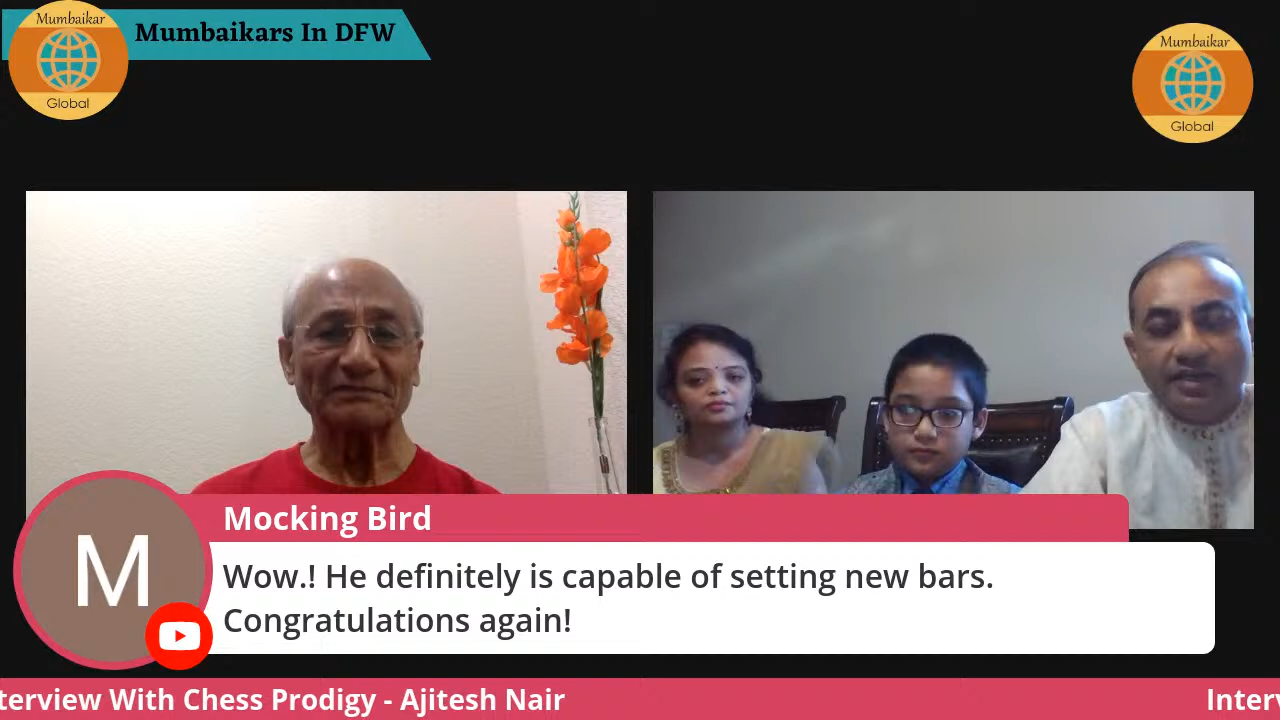 Mumbaikar
Global
Mumbaikars In DFW
Mumbaikar
Global
M
Mocking Bird
Wow.! He definitely is capable of setting new bars.
Congratulations again!
terview With Chess Prodigy - Ajitesh Nair
Interv